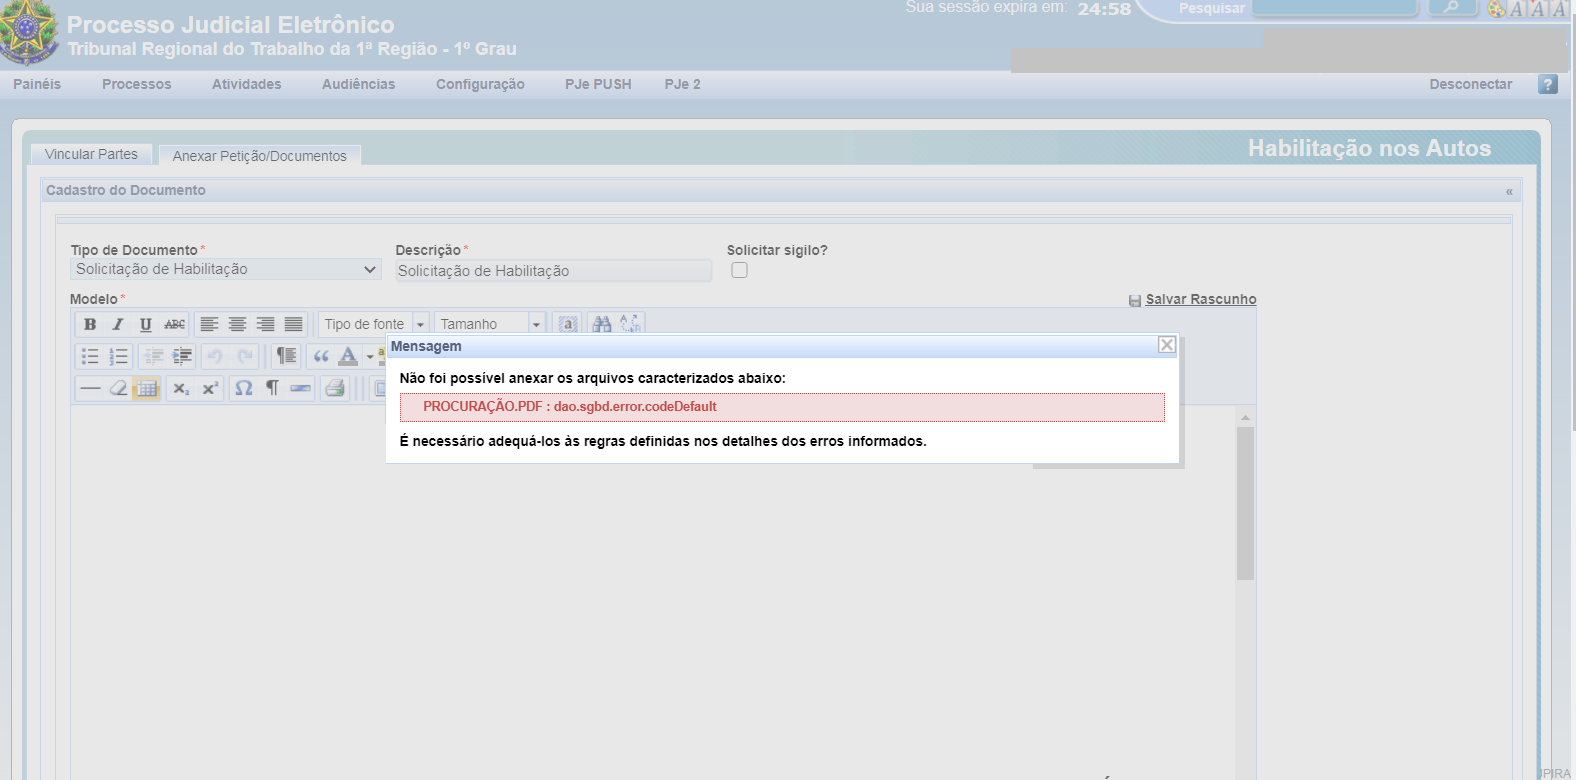 Sua sessão expira em: 24:58 Pesquisar A A A
Processo Judicial Eletrônico
Tribunal Regional do Trabalho da 1ª Região - 1º Grau
Painéis Processos Atividades Audiências Configuração PJe PUSH PJe 2 Desconectar ?
Vincular Partes Anexar Petição/Documentos Habilitação nos Autos
Cadastro do Documento «
Tipo de Documento* Descrição* Solicitar sigilo?
Solicitação de Habilitação Solicitação de Habilitação
Modelo* Salvar Rascunho
B I U ABC Tipo de fonte Tamanho
Mensagem
Não foi possível anexar os arquivos caracterizados abaixo:
PROCURAÇÃO.PDF : dao.sgbd.error.codeDefault
É necessário adequá-los às regras definidas nos detalhes dos erros informados.